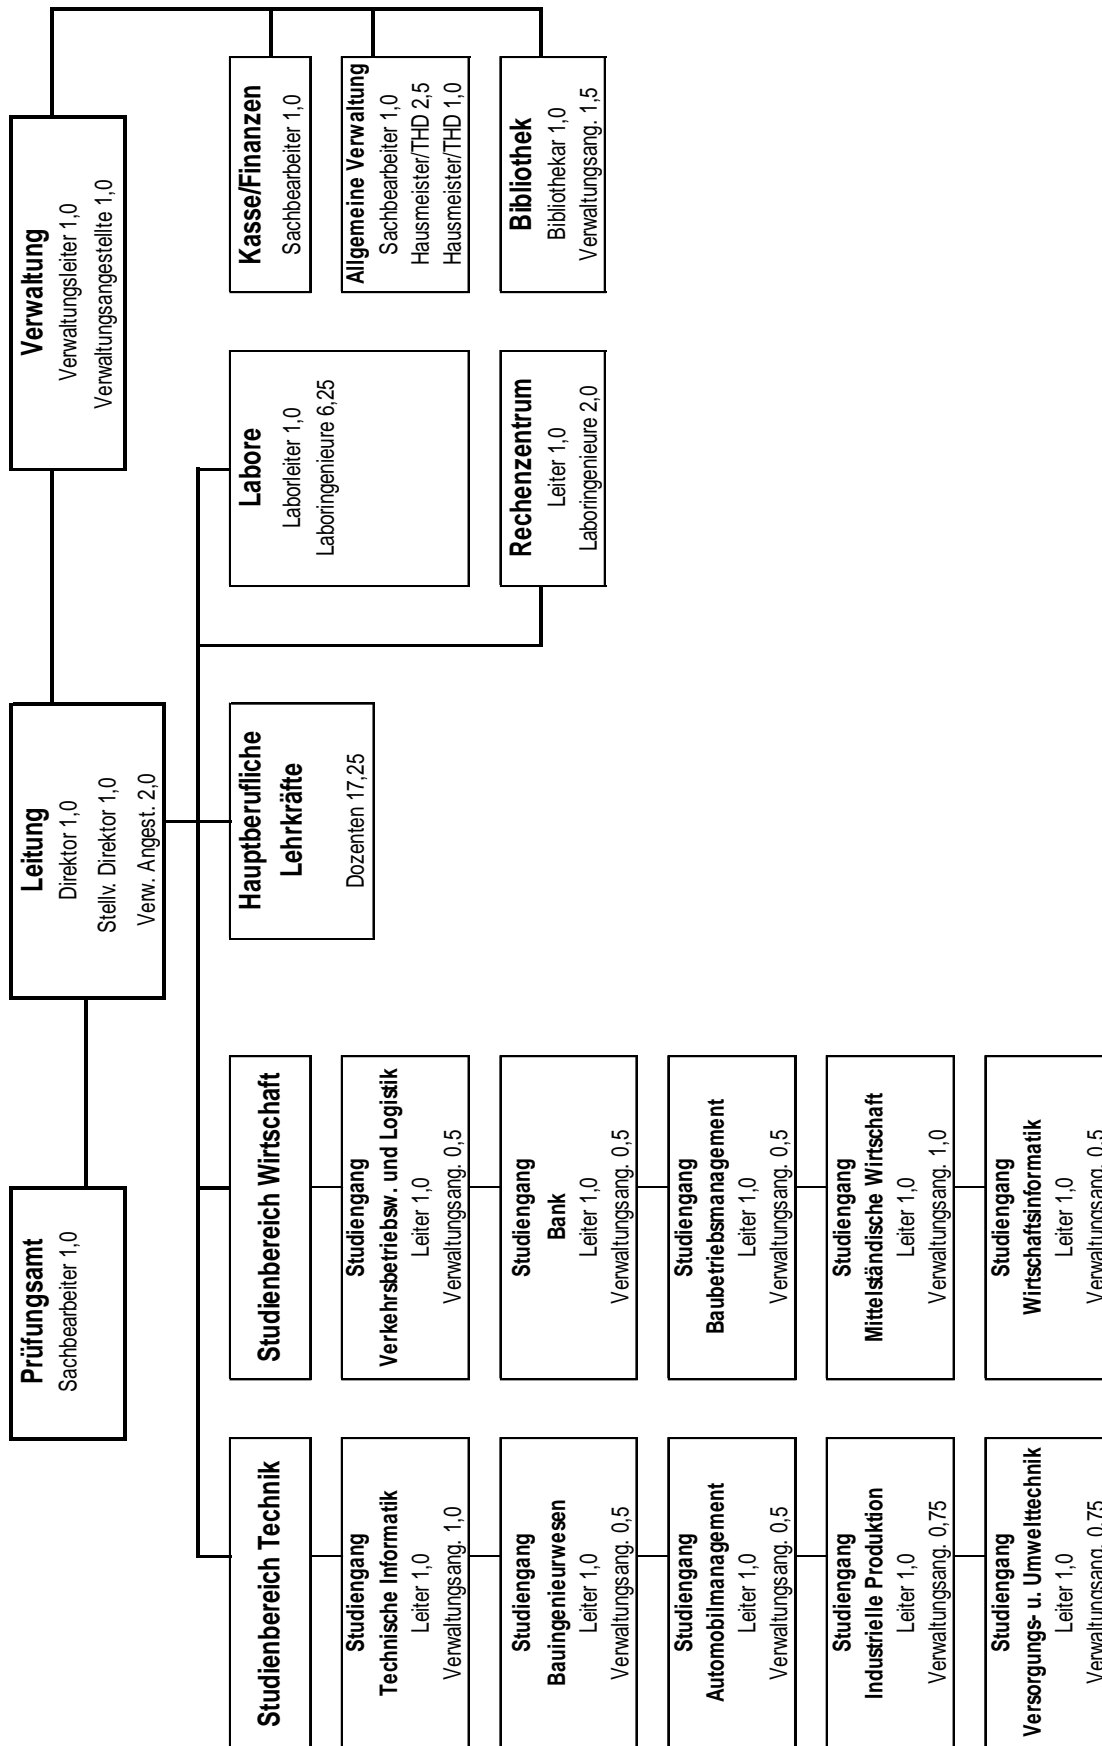 Prüfungsamt
Sachbearbeiter 1,0
Leitung
Direktor 1,0
Stellv. Direktor 1,0
Verw. Angest. 2,0
Verwaltung
Verwaltungsleiter 1,0
Verwaltungsangestellte 1,0
Studienbereich Technik
Studiengang
Technische Informatik
Leiter 1,0
Verwaltungsang. 1,0
Studiengang
Bauingenieurwesen
Leiter 1,0
Verwaltungsang. 0,5
Studiengang
Automobilmanagement
Leiter 1,0
Verwaltungsang. 0,5
Studiengang
Industrielle Produktion
Leiter 1,0
Verwaltungsang. 0,75
Studiengang
Versorgungs- u. Umwelttechnik
Leiter 1,0
Verwaltungsang. 0,75
Studienbereich Wirtschaft
Studiengang
Verkehrsbetriebsw. und Logistik
Leiter 1,0
Verwaltungsang. 0,5
Studiengang
Bank
Leiter 1,0
Verwaltungsang. 0,5
Studiengang
Baubetriebsmanagement
Leiter 1,0
Verwaltungsang. 0,5
Studiengang
Mittelständische Wirtschaft
Leiter 1,0
Verwaltungsang. 1,0
Studiengang
Wirtschaftsinformatik
Leiter 1,0
Verwaltungsang. 0,5
Hauptberufliche
Lehrkräfte
Dozenten 17,25
Labore
Laborleiter 1,0
Laboringenieure 6,25
Rechenzentrum
Leiter 1,0
Laboringenieure 2,0
Kasse/Finanzen
Sachbearbeiter 1,0
Allgemeine Verwaltung
Sachbearbeiter 1,0
Hausmeister/THD 2,5
Hausmeister/THD 1,0
Bibliothek
Bibliothekar 1,0
Verwaltungsang. 1,5